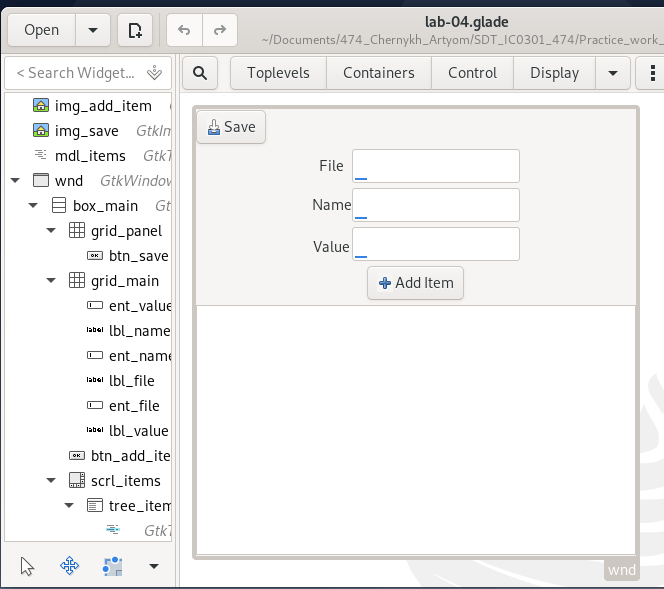 Open
lab-04.glade
~/Documents/474_Chernykh_Artyom/SDT_IC0301_474/Practice_work_
< Search Widget...
Toplevels
Containers
Control
Display
img_add_item
img_save GtkIm
mdl_items GtkT
wnd GtkWindow
box_main Gt
grid_panel
btn_save
grid_main
ent_value
lbl_name
ent_name
lbl_file
ent_file
lbl_value
btn_add_ite
scrl_items
tree_item
GtkT
Save
File
Name
Value
Add Item
wnd